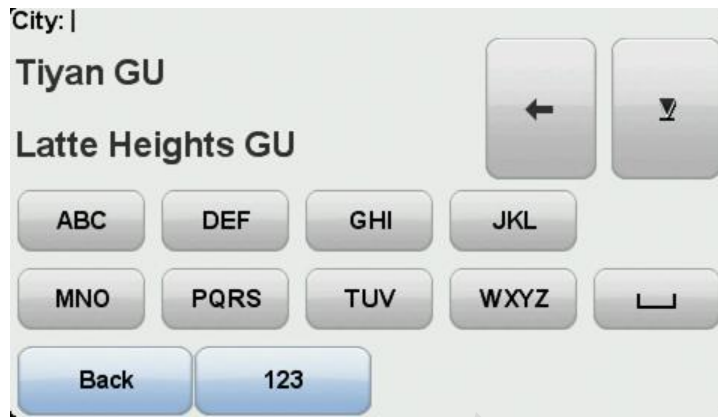 City:
Tiyan GU
Latte Heights GU
ABC DEF GHI JKL
MNO PQRS TUV WXYZ
Back 123